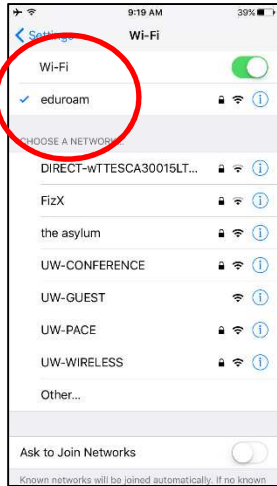 9:19 AM
39%
Settings
Wi-Fi
Wi-Fi
eduroam
CHOOSE A NETWORK...
DIRECT-wTTESCA30015LT...
FizX
the asylum
UW-CONFERENCE
UW-GUEST
UW-PACE
UW-WIRELESS
Other...
Ask to Join Networks
Known networks will be joined automatically. If no known